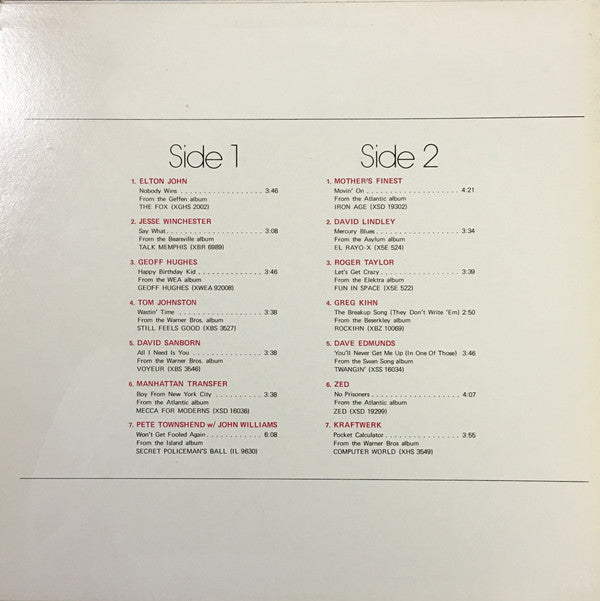 Side 1
1. ELTON JOHN
Nobody Wins . . . . . . . . . . . . . . . . . 3:46
From the Geffen album
THE FOX (XGHS 2002)
2. JESSE WINCHESTER
Say What . . . . . . . . . . . . . . . . . . . 3:08
From the Bearsville album
TALK MEMPHIS (XBR 6989)
3. GEOFF HUGHES
Happy Birthday Kid . . . . . . . . . . . . . 3:46
From the WEA album
GEOFF HUGHES (XWEA 92008)
4. TOM JOHNSTON
Wastin' Time . . . . . . . . . . . . . . . . . 3:38
From the Warner Bros. album
STILL FEELS GOOD (XBS 3527)
5. DAVID SANBORN
All I Need Is You . . . . . . . . . . . . . . 3:38
From the Warner Bros. album
VOYEUR (XBS 3546)
6. MANHATTAN TRANSFER
Boy From New York City . . . . . . . . . 3:38
From the Atlantic album
MECCA FOR MODERNS (XSD 16036)
7. PETE TOWNSHEND w/ JOHN WILLIAMS
Won't Get Fooled Again . . . . . . . . . . . 6:08
From the Island album
SECRET POLICEMAN'S BALL (IL 9630)
Side 2
1. MOTHER'S FINEST
Movin' On . . . . . . . . . . . . . . . . . . 4:21
From the Atlantic album
IRON AGE (XSD 19302)
2. DAVID LINDLEY
Mercury Blues . . . . . . . . . . . . . . . . 3:34
From the Asylum album
EL RAYO-X (X5E 524)
3. ROGER TAYLOR
Let's Get Crazy . . . . . . . . . . . . . . . 3:39
From the Elektra album
FUN IN SPACE (X5E 522)
4. GREG KIHN
The Breakup Song (They Don't Write 'Em) 2:50
From the Beserkley album
ROCKIHN (XBZ 10069)
5. DAVE EDMUNDS
You'll Never Get Me Up (In One Of Those) 3:46
From the Swan Song album
TWANGIN' (XSS 16034)
6. ZED
No Prisoners . . . . . . . . . . . . . . . . . 4:07
From the Atlantic album
ZED (XSD 19299)
7. KRAFTWERK
Pocket Calculator . . . . . . . . . . . . . . 3:55
From the Warner Bros album
COMPUTER WORLD (XHS 3549)